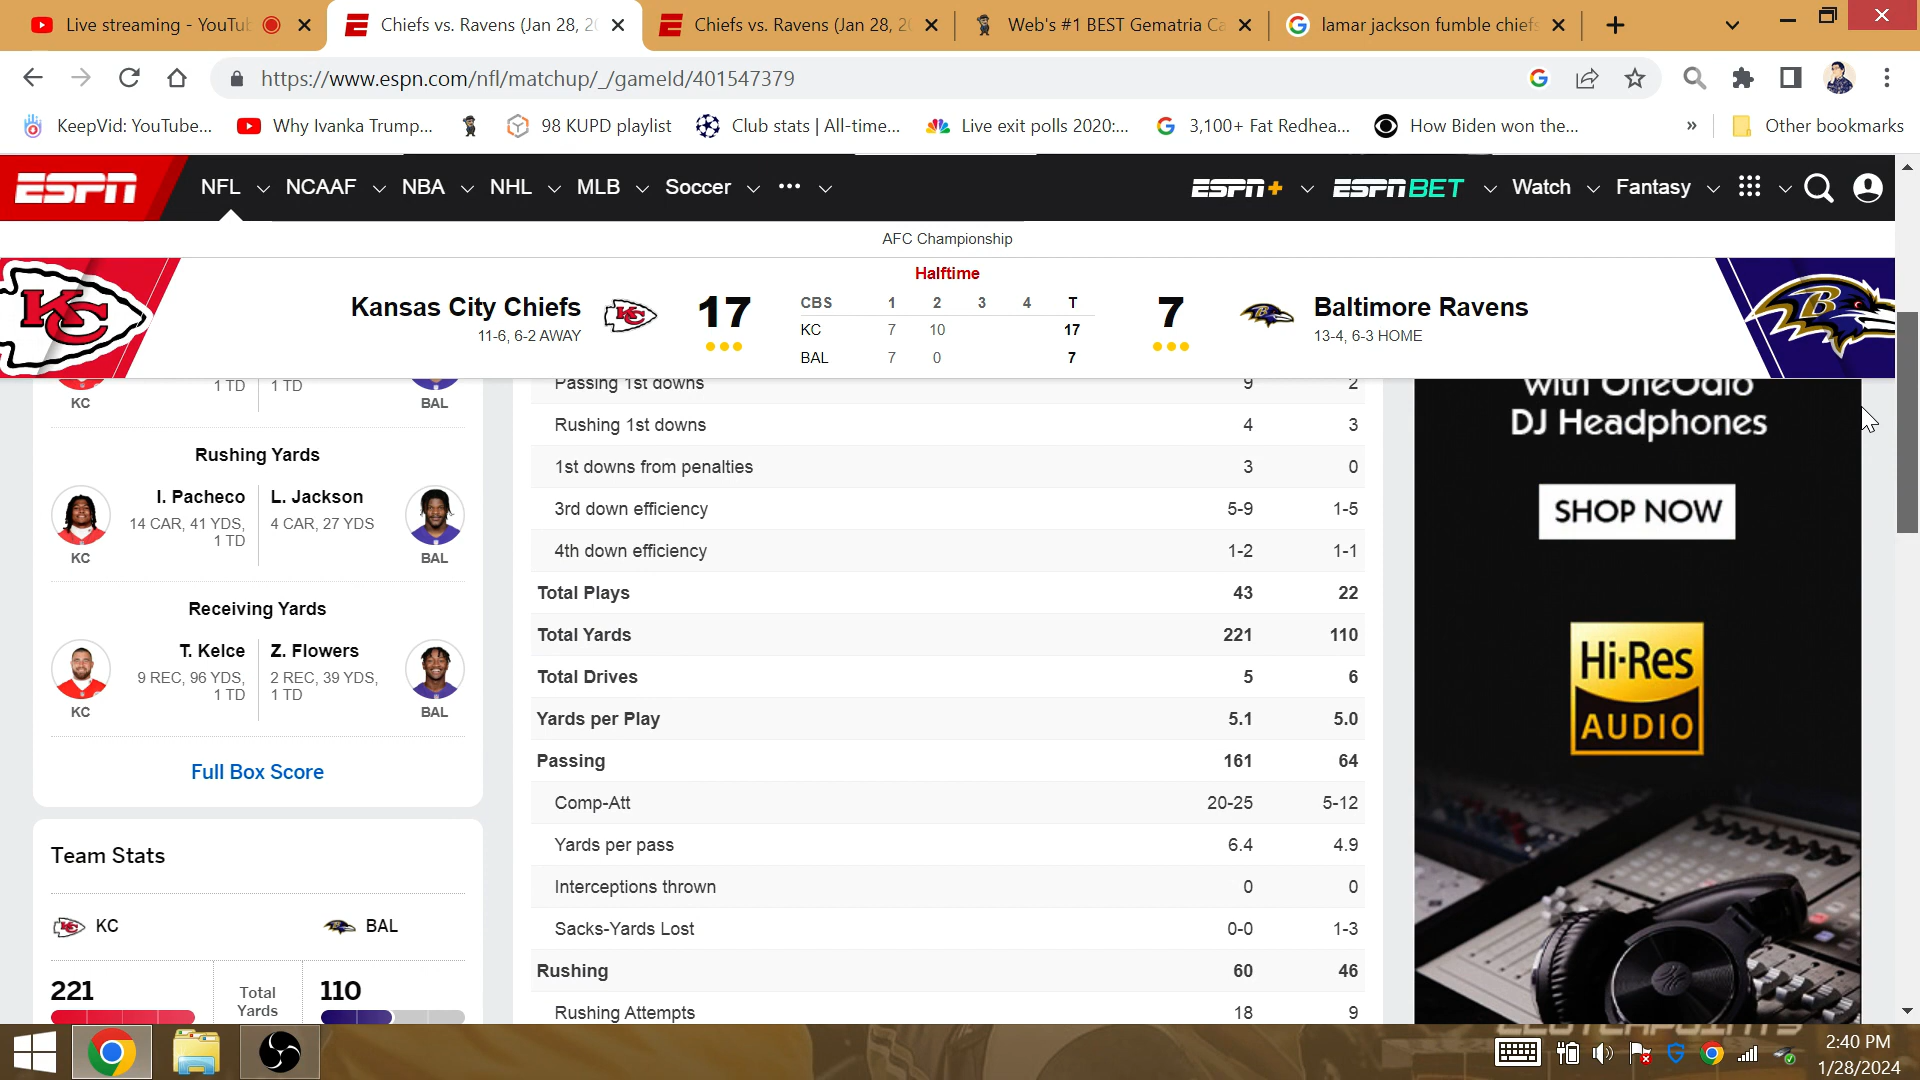 Live streaming - YouTub
Chiefs vs. Ravens (Jan 28, 20
Chiefs vs. Ravens (Jan 28, 20
Web's #1 BEST Gematria Ca
lamar jackson fumble chiefs
https://www.espn.com/nfl/matchup/_/gameId/401547379
KeepVid: YouTube...
Why Ivanka Trump...
98 KUPD playlist
Club stats | All-time...
Live exit polls 2020:...
3,100+ Fat Redhea...
How Biden won the...
»
Other bookmarks
ESPN NFL NCAAF NBA NHL MLB Soccer ••• ESPN+ ESPN BET Watch Fantasy
AFC Championship
Halftime
Kansas City Chiefs
11-6, 6-2 AWAY
17
CBS 1 2 3 4 T
KC 7 10 17
BAL 7 0 7
7
Baltimore Ravens
13-4, 6-3 HOME
1 TD 1 TD
KC BAL
Rushing Yards
I. Pacheco L. Jackson
14 CAR, 41 YDS, 4 CAR, 27 YDS
1 TD
KC BAL
Receiving Yards
T. Kelce Z. Flowers
9 REC, 96 YDS, 2 REC, 39 YDS,
1 TD 1 TD
KC BAL
Full Box Score
Team Stats
KC BAL
221 Total 110
Yards
Passing 1st downs 9 2
Rushing 1st downs 4 3
1st downs from penalties 3 0
3rd down efficiency 5-9 1-5
4th down efficiency 1-2 1-1
Total Plays 43 22
Total Yards 221 110
Total Drives 5 6
Yards per Play 5.1 5.0
Passing 161 64
Comp-Att 20-25 5-12
Yards per pass 6.4 4.9
Interceptions thrown 0 0
Sacks-Yards Lost 0-0 1-3
Rushing 60 46
Rushing Attempts 18 9
with OneOdio
DJ Headphones
SHOP NOW
Hi-Res
AUDIO
2:40 PM
1/28/2024